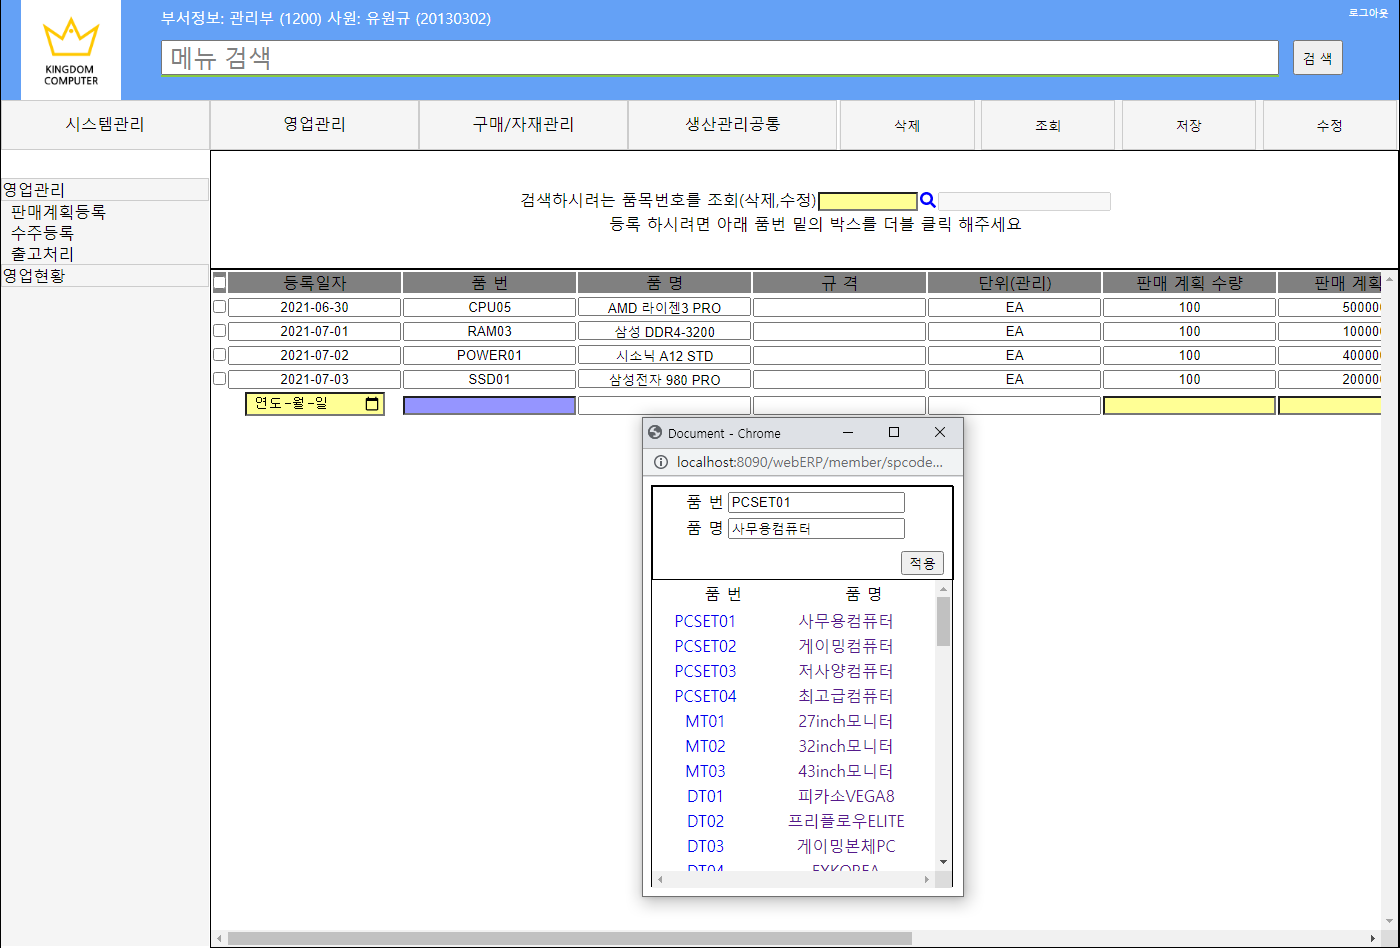 부서정보: 관리부 (1200) 사원: 유원규 (20130302)
로그아웃
KINGDOM
COMPUTER
메뉴 검색
검 색
시스템관리 영업관리 구매/자재관리 생산관리공통 삭제 조회 저장 수정
영업관리
판매계획등록
수주등록
출고처리
영업현황
검색하시려는 품목번호를 조회(삭제,수정)
등록 하시려면 아래 품번 밑의 박스를 더블 클릭 해주세요
등록일자 품 번 품 명 규 격 단위(관리) 판매 계획 수량 판매 계획
2021-06-30 CPU05 AMD 라이젠3 PRO EA 100 50000
2021-07-01 RAM03 삼성 DDR4-3200 EA 100 10000
2021-07-02 POWER01 시소닉 A12 STD EA 100 40000
2021-07-03 SSD01 삼성전자 980 PRO EA 100 20000
연도-월-일
Document - Chrome
localhost:8090/webERP/member/spcode...
품 번 PCSET01
품 명 사무용컴퓨터
적용
품 번 품 명
PCSET01 사무용컴퓨터
PCSET02 게이밍컴퓨터
PCSET03 저사양컴퓨터
PCSET04 최고급컴퓨터
MT01 27inch모니터
MT02 32inch모니터
MT03 43inch모니터
DT01 피카소VEGA8
DT02 프리플로우ELITE
DT03 게이밍본체PC
DT04 EXKOREA